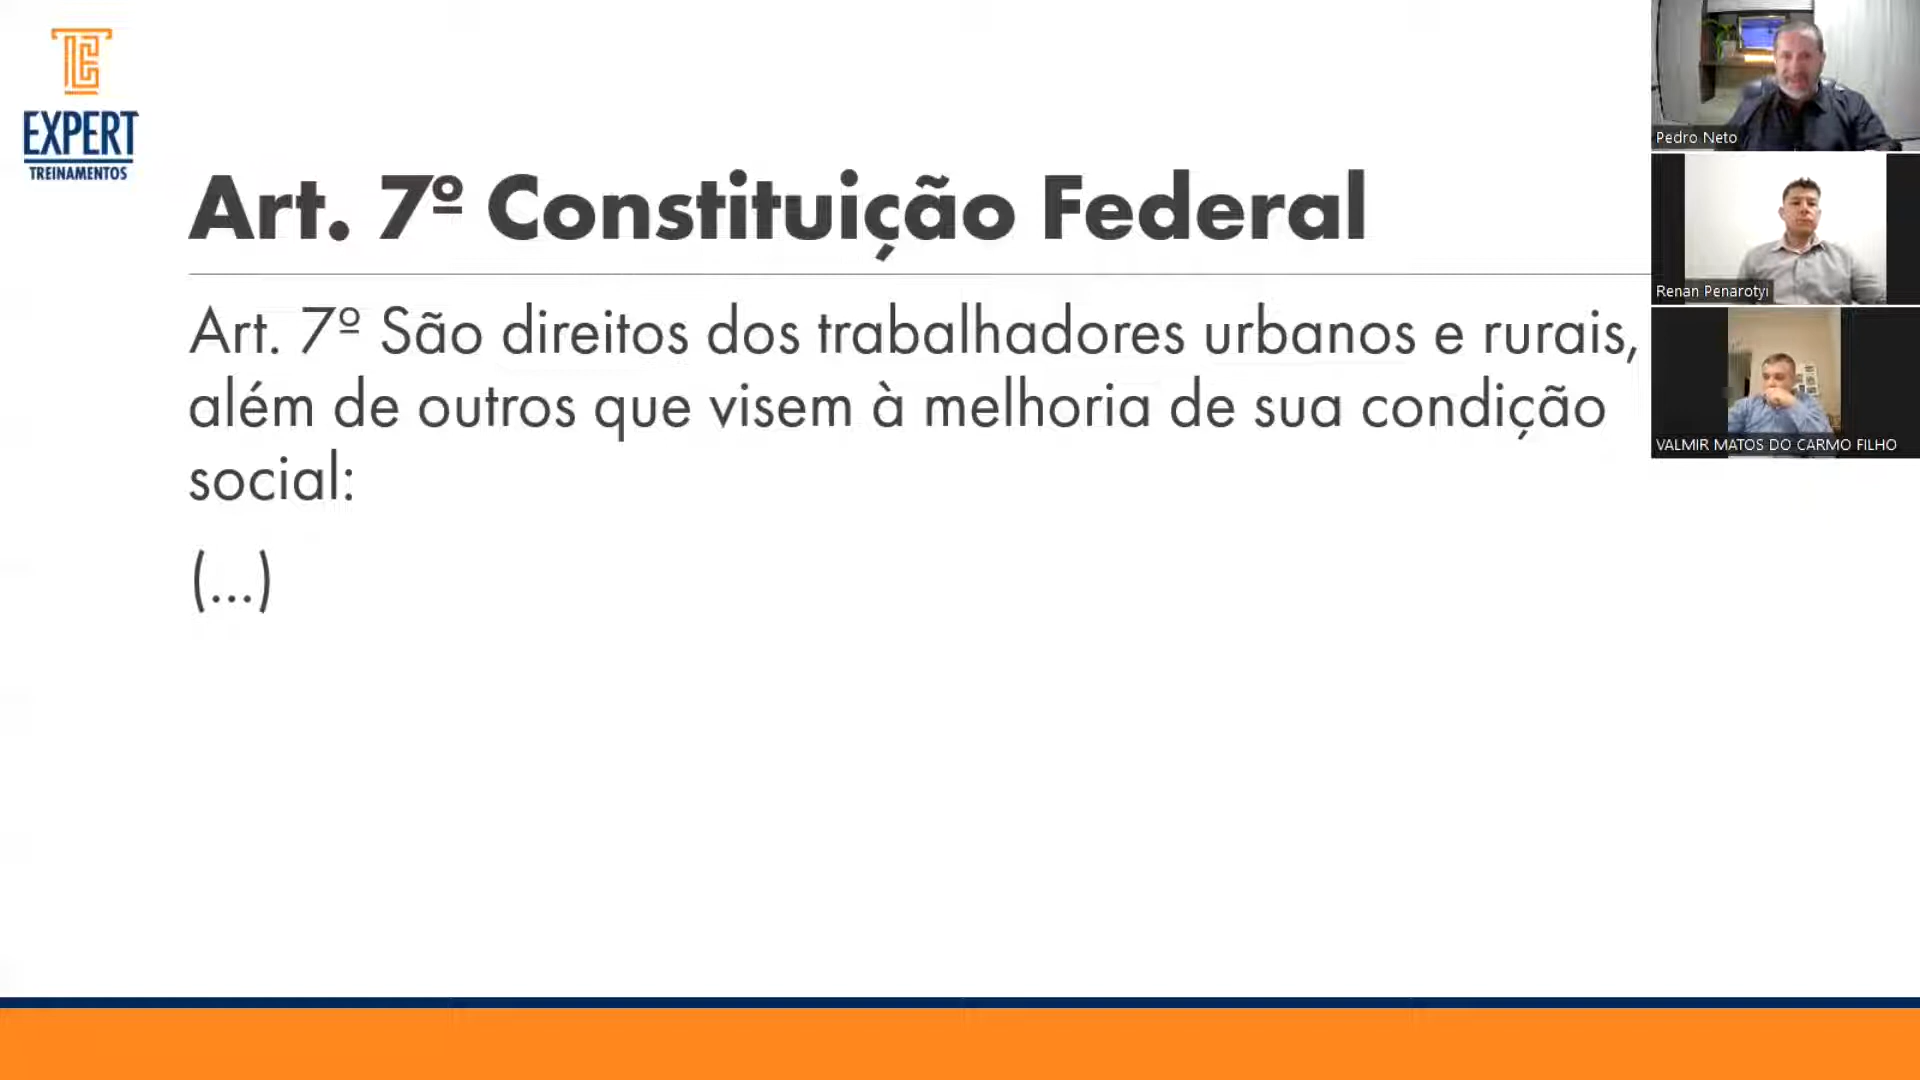 EXPERT
TREINAMENTOS
Art. 7º Constituição Federal
Art. 7º São direitos dos trabalhadores urbanos e rurais,
além de outros que visem à melhoria de sua condição
social:
(...)
Pedro Neto
Renan Penarotyi
VALMIR MATOS DO CARMO FILHO